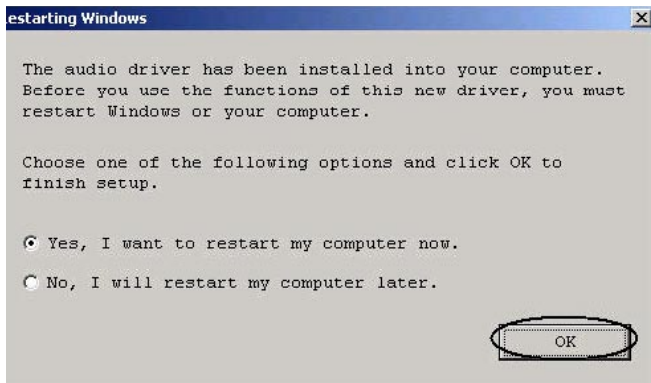 estarting Windows
The audio driver has been installed into your computer.
Before you use the functions of this new driver, you must
restart Windows or your computer.
Choose one of the following options and click OK to
finish setup.
Yes, I want to restart my computer now.
No, I will restart my computer later.
OK